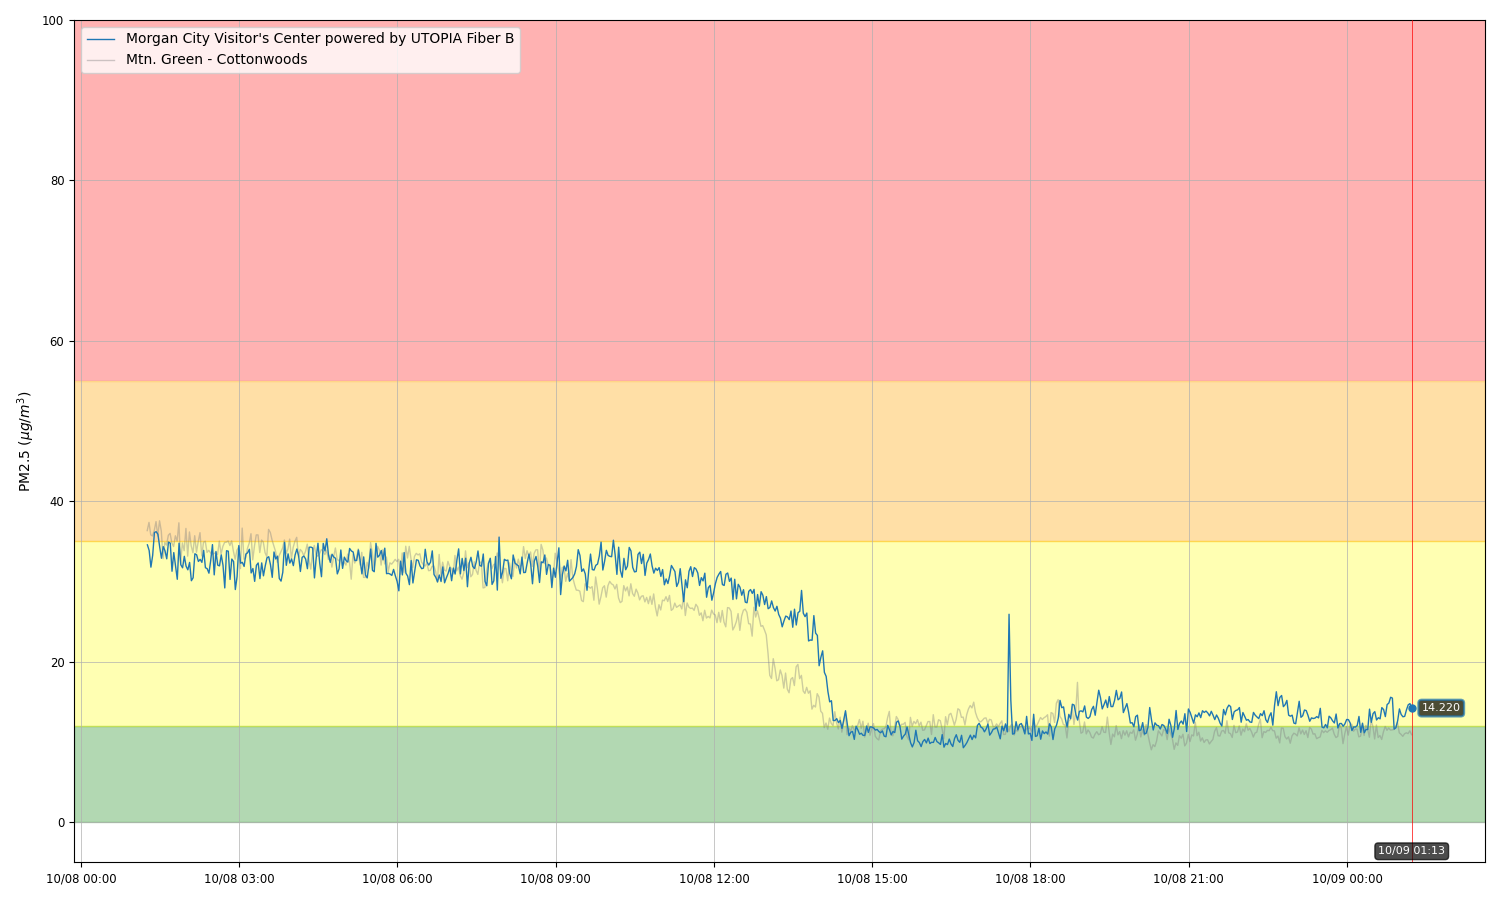 Morgan City Visitor's Center powered by UTOPIA Fiber B
Mtn. Green - Cottonwoods
PM2.5 (μg/m³)
100
80
60
40
20
0
14.220
10/09 01:13
10/08 00:00 10/08 03:00 10/08 06:00 10/08 09:00 10/08 12:00 10/08 15:00 10/08 18:00 10/08 21:00 10/09 00:00